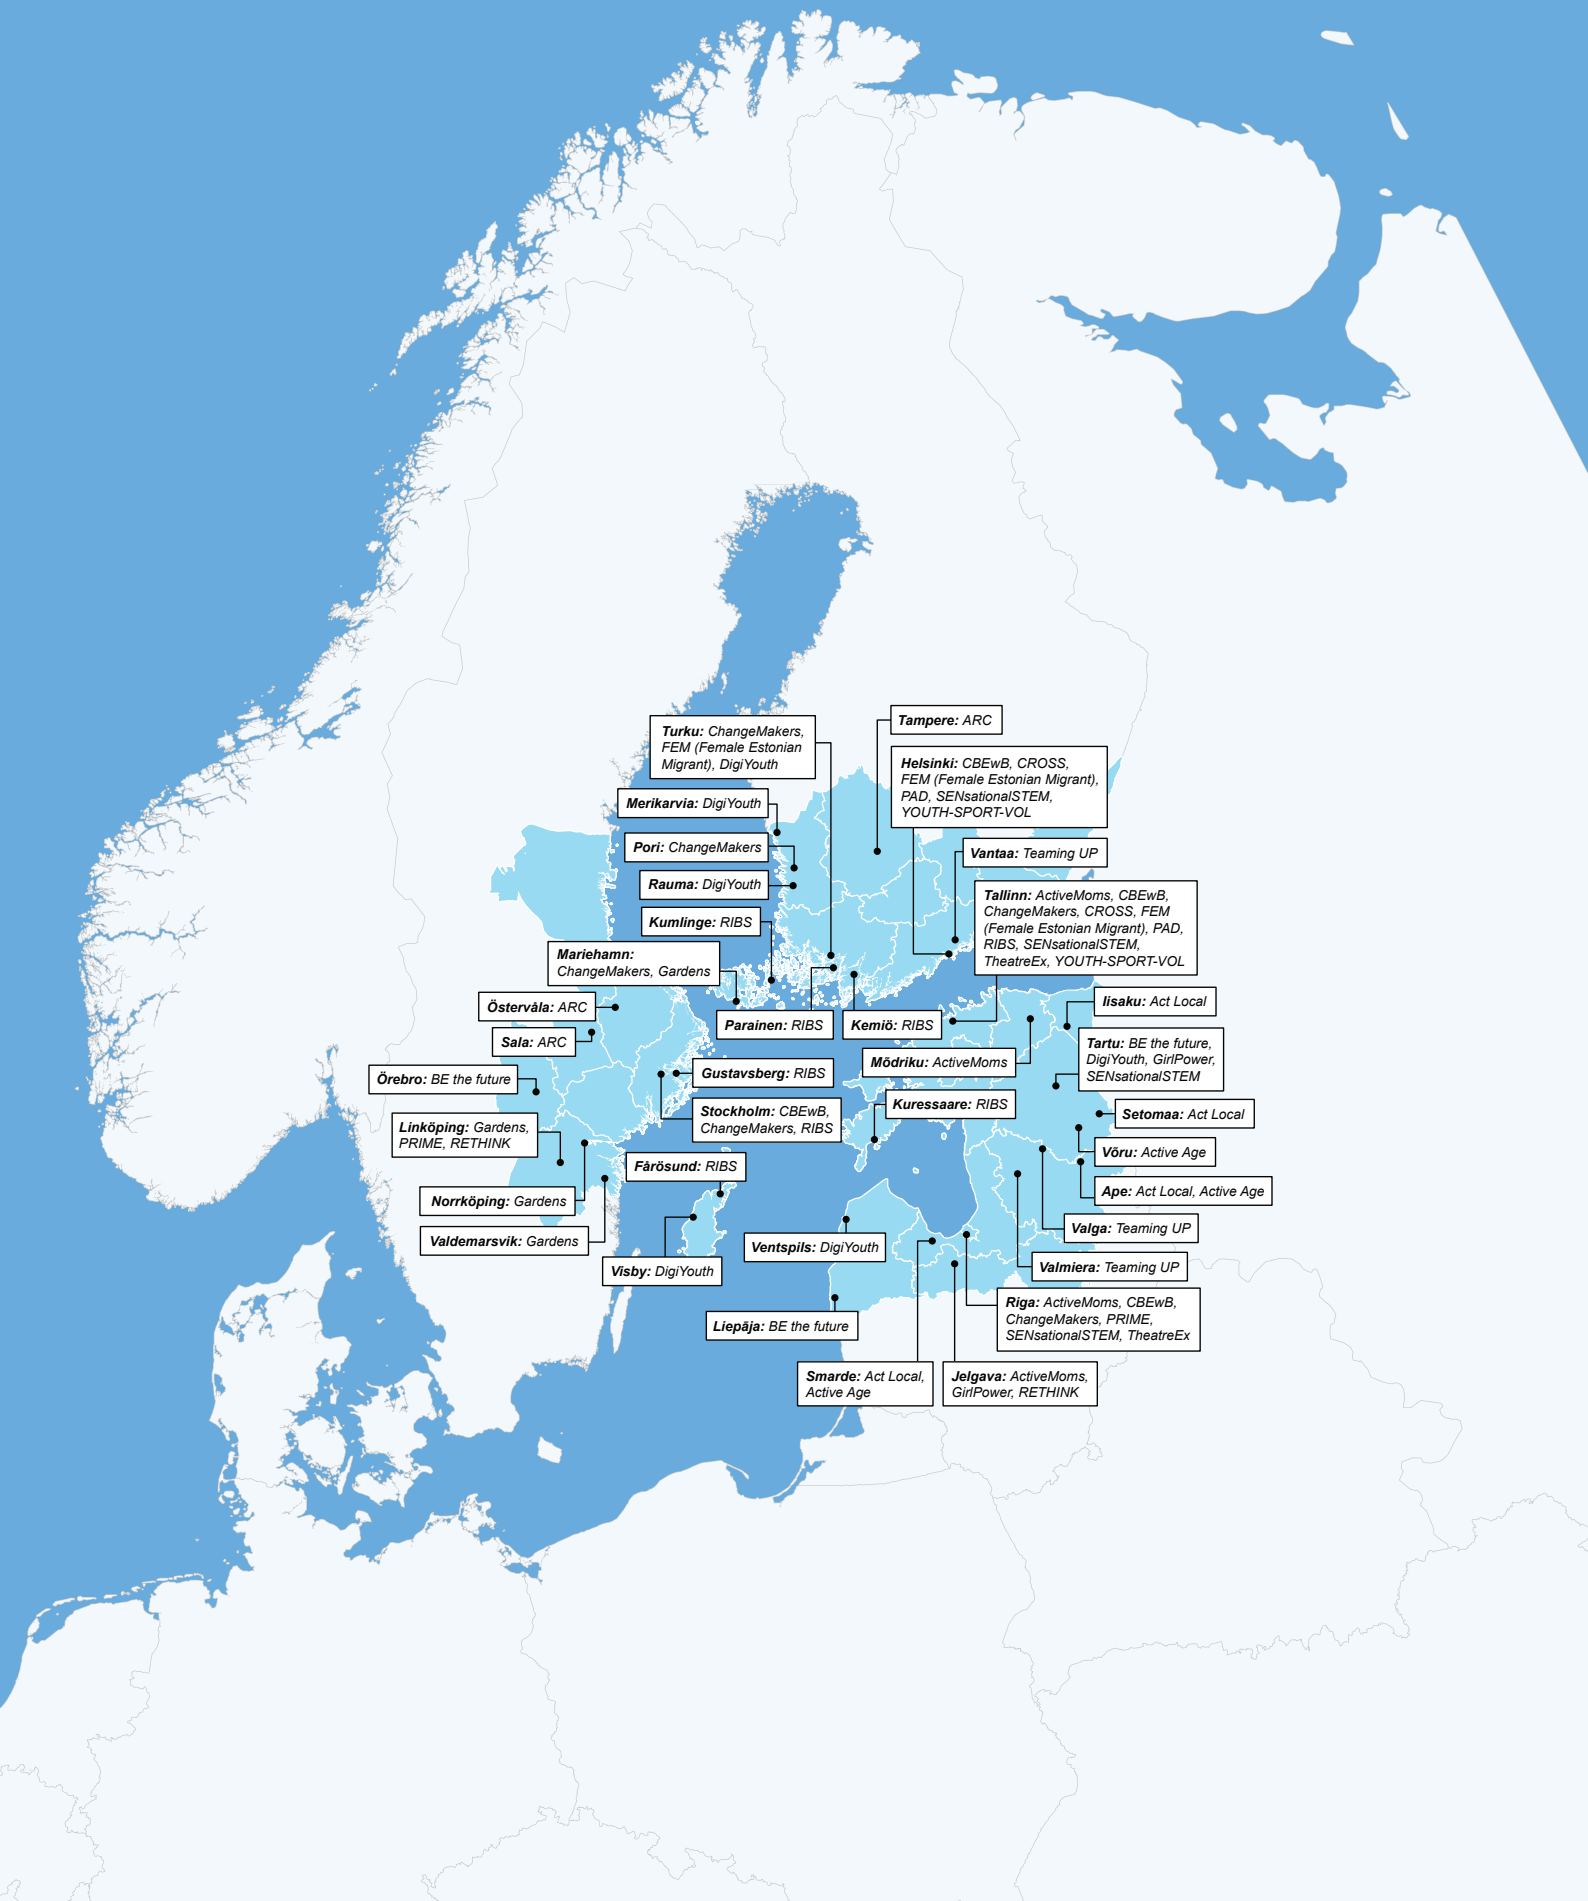 Tampere: ARC
Turku: ChangeMakers,
FEM (Female Estonian
Migrant), DigiYouth
Helsinki: CBEwB, CROSS,
FEM (Female Estonian Migrant),
PAD, SENsationalSTEM,
YOUTH-SPORT-VOL
Merikarvia: DigiYouth
Pori: ChangeMakers
Vantaa: Teaming UP
Rauma: DigiYouth
Tallinn: ActiveMoms, CBEwB,
ChangeMakers, CROSS, FEM
(Female Estonian Migrant), PAD,
RIBS, SENsationalSTEM,
TheatreEx, YOUTH-SPORT-VOL
Kumlinge: RIBS
Mariehamn:
ChangeMakers, Gardens
Östervåla: ARC
Iisaku: Act Local
Parainen: RIBS
Kemiö: RIBS
Sala: ARC
Tartu: BE the future,
DigiYouth, GirlPower,
SENsationalSTEM
Mõdriku: ActiveMoms
Örebro: BE the future
Gustavsberg: RIBS
Kuressaare: RIBS
Stockholm: CBEwB,
ChangeMakers, RIBS
Setomaa: Act Local
Linköping: Gardens,
PRIME, RETHINK
Võru: Active Age
Fårösund: RIBS
Ape: Act Local, Active Age
Norrköping: Gardens
Valga: Teaming UP
Valdemarsvik: Gardens
Ventspils: DigiYouth
Valmiera: Teaming UP
Visby: DigiYouth
Riga: ActiveMoms, CBEwB,
ChangeMakers, PRIME,
SENsationalSTEM, TheatreEx
Liepāja: BE the future
Smarde: Act Local,
Active Age
Jelgava: ActiveMoms,
GirlPower, RETHINK